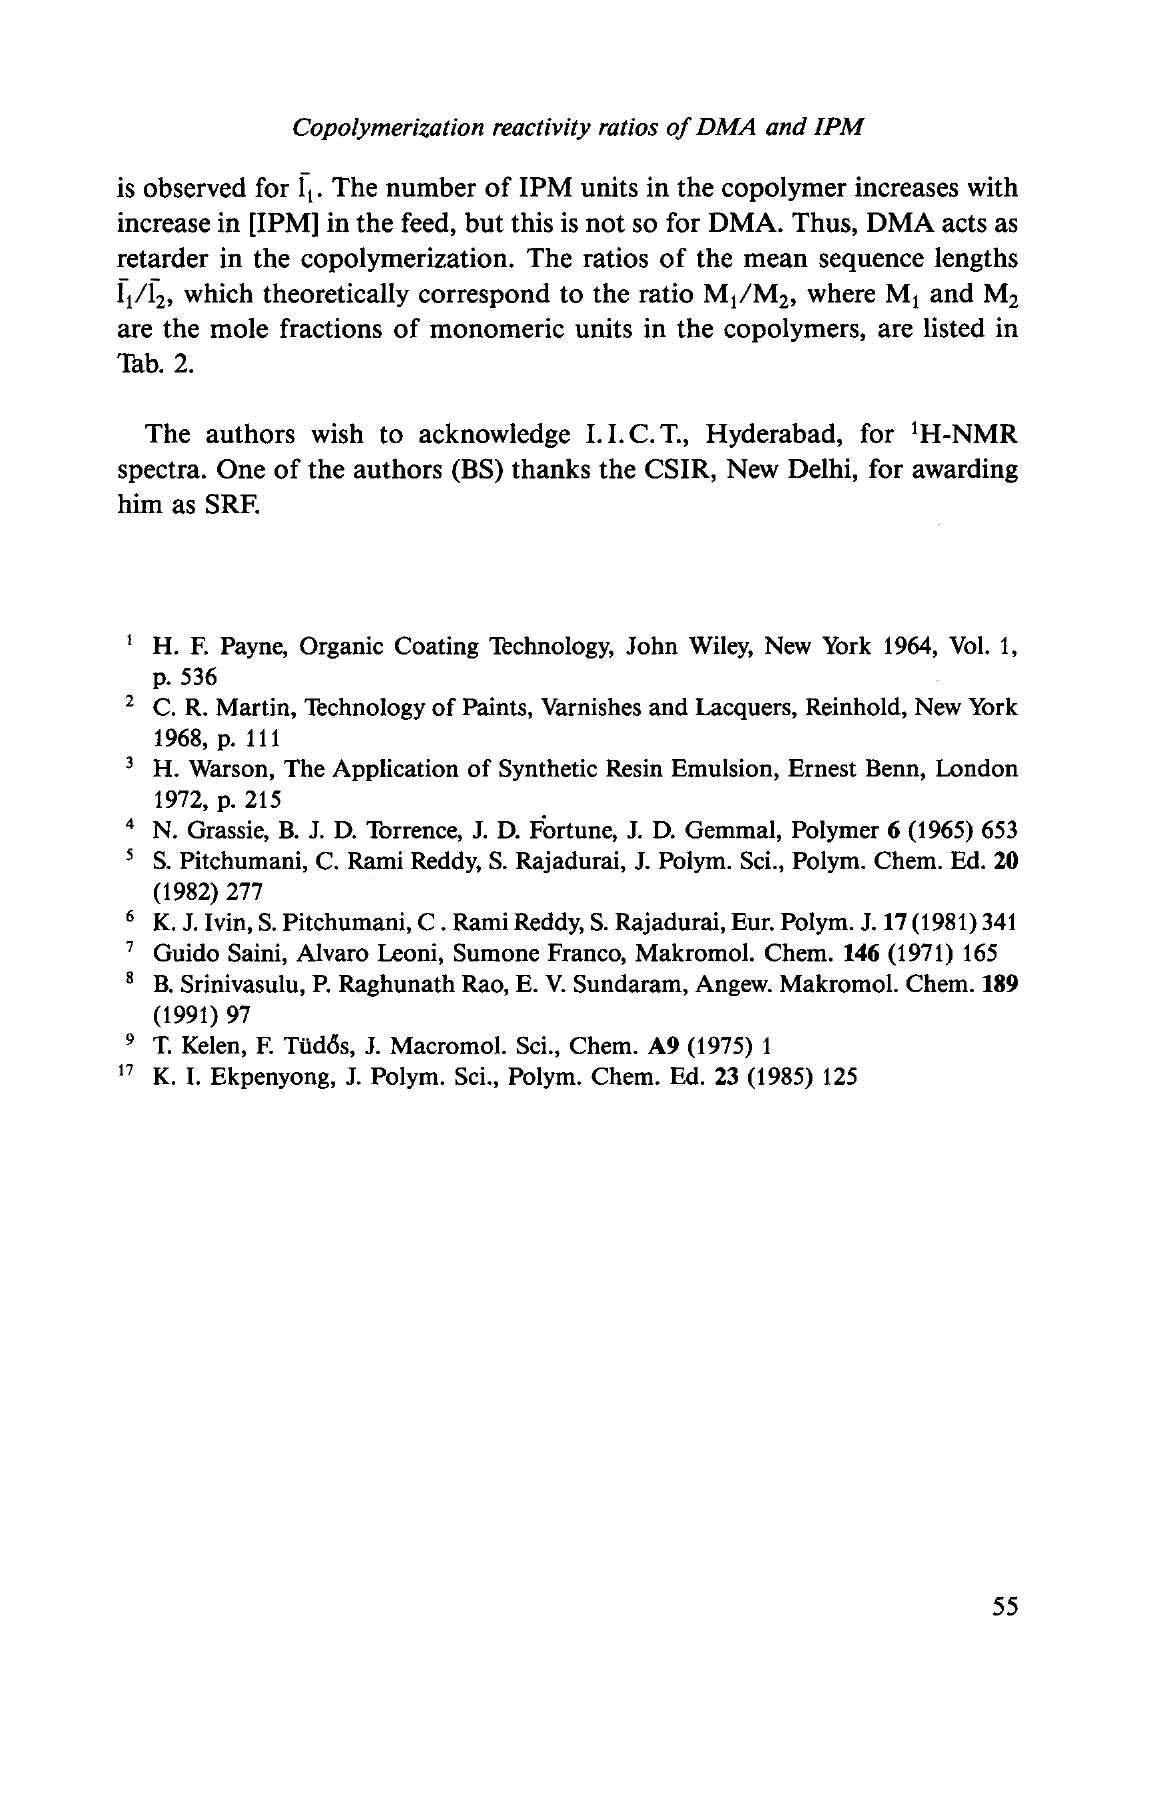 Copolymerization reactivity ratios of DMA and IPM
is observed for l̄₁. The number of IPM units in the copolymer increases with
increase in [IPM] in the feed, but this is not so for DMA. Thus, DMA acts as
retarder in the copolymerization. The ratios of the mean sequence lengths
l̄₁/l̄₂, which theoretically correspond to the ratio M₁/M₂, where M₁ and M₂
are the mole fractions of monomeric units in the copolymers, are listed in
Tab. 2.
The authors wish to acknowledge I.I.C.T., Hyderabad, for ¹H-NMR
spectra. One of the authors (BS) thanks the CSIR, New Delhi, for awarding
him as SRF.
¹ H. F. Payne, Organic Coating Technology, John Wiley, New York 1964, Vol. 1,
p. 536
² C. R. Martin, Technology of Paints, Varnishes and Lacquers, Reinhold, New York
1968, p. 111
³ H. Warson, The Application of Synthetic Resin Emulsion, Ernest Benn, London
1972, p. 215
⁴ N. Grassie, B. J. D. Torrence, J. D. Fortune, J. D. Gemmal, Polymer 6 (1965) 653
⁵ S. Pitchumani, C. Rami Reddy, S. Rajadurai, J. Polym. Sci., Polym. Chem. Ed. 20
(1982) 277
⁶ K. J. Ivin, S. Pitchumani, C . Rami Reddy, S. Rajadurai, Eur. Polym. J. 17 (1981) 341
⁷ Guido Saini, Alvaro Leoni, Sumone Franco, Makromol. Chem. 146 (1971) 165
⁸ B. Srinivasulu, P. Raghunath Rao, E. V. Sundaram, Angew. Makromol. Chem. 189
(1991) 97
⁹ T. Kelen, F. Tüdős, J. Macromol. Sci., Chem. A9 (1975) 1
¹⁷ K. I. Ekpenyong, J. Polym. Sci., Polym. Chem. Ed. 23 (1985) 125
55